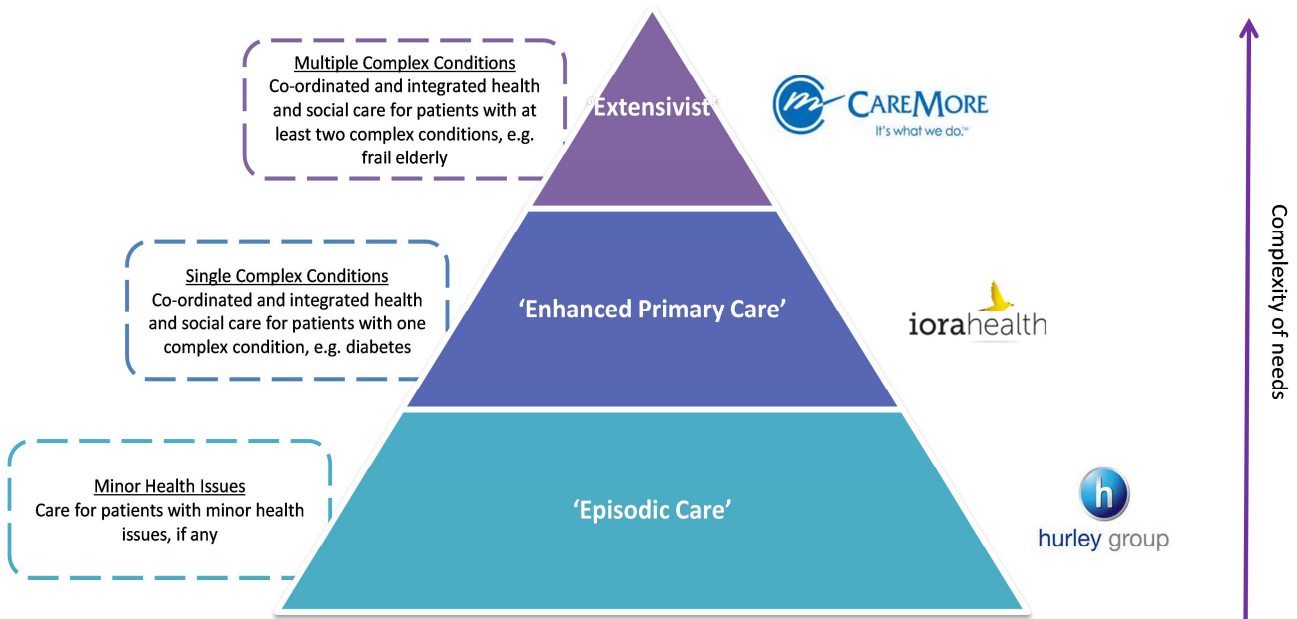 Multiple Complex Conditions
Co-ordinated and integrated health
and social care for patients with at
least two complex conditions, e.g.
frail elderly
'Extensivist'
CAREMORE
It's what we do.™
Single Complex Conditions
Co-ordinated and integrated health
and social care for patients with one
complex condition, e.g. diabetes
‘Enhanced Primary Care’
iorahealth
Minor Health Issues
Care for patients with minor health
issues, if any
‘Episodic Care’
h
hurley group
Complexity of needs